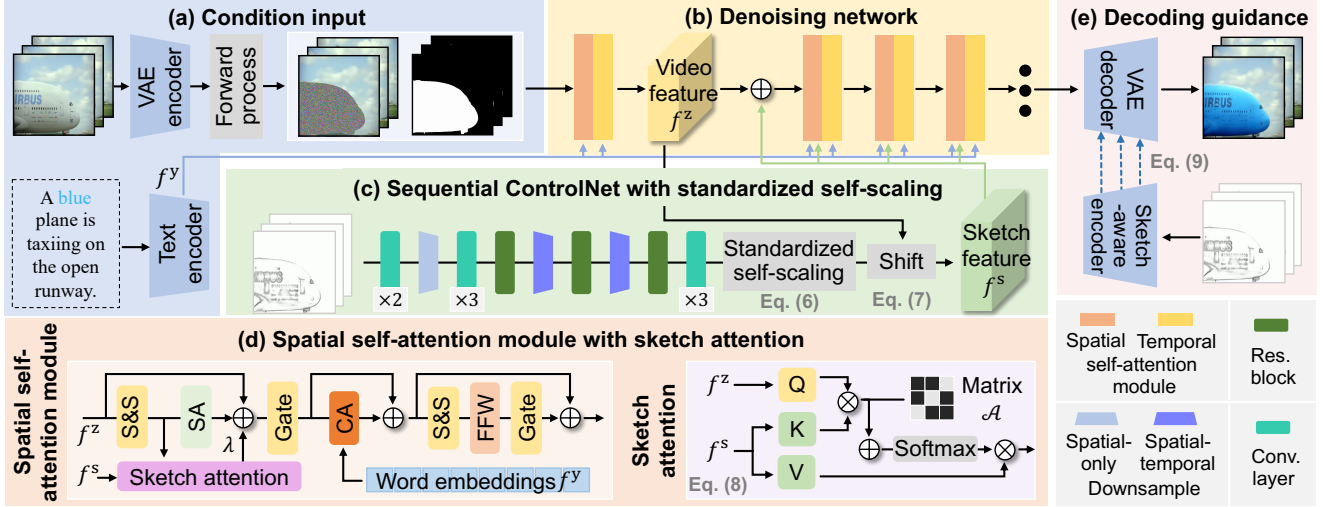 (a) Condition input
VAE
encoder
Forward
process
IRBUS
f^y
A blue
plane is
taxiing on
the open
runway.
Text
encoder
(b) Denoising network
Video
feature
f^z
(c) Sequential ControlNet with standardized self-scaling
×2
×3
×3
Standardized
self-scaling
Eq. (6)
Shift
Eq. (7)
Sketch
feature
f^s
(e) Decoding guidance
VAE
decoder
IRBUS
Eq. (9)
Sketch
-aware
encoder
(d) Spatial self-attention module with sketch attention
Spatial self-
attention module
f^z
S&S
SA
λ
Gate
CA
S&S
FFW
Gate
f^s
Sketch attention
Word embeddings f^y
Sketch
attention
f^z
Q
K
f^s
V
Eq. (8)
Matrix
𝒜
Softmax
Spatial Temporal
self-attention
module
Res.
block
Spatial-
only
Spatial-
temporal
Downsample
Conv.
layer